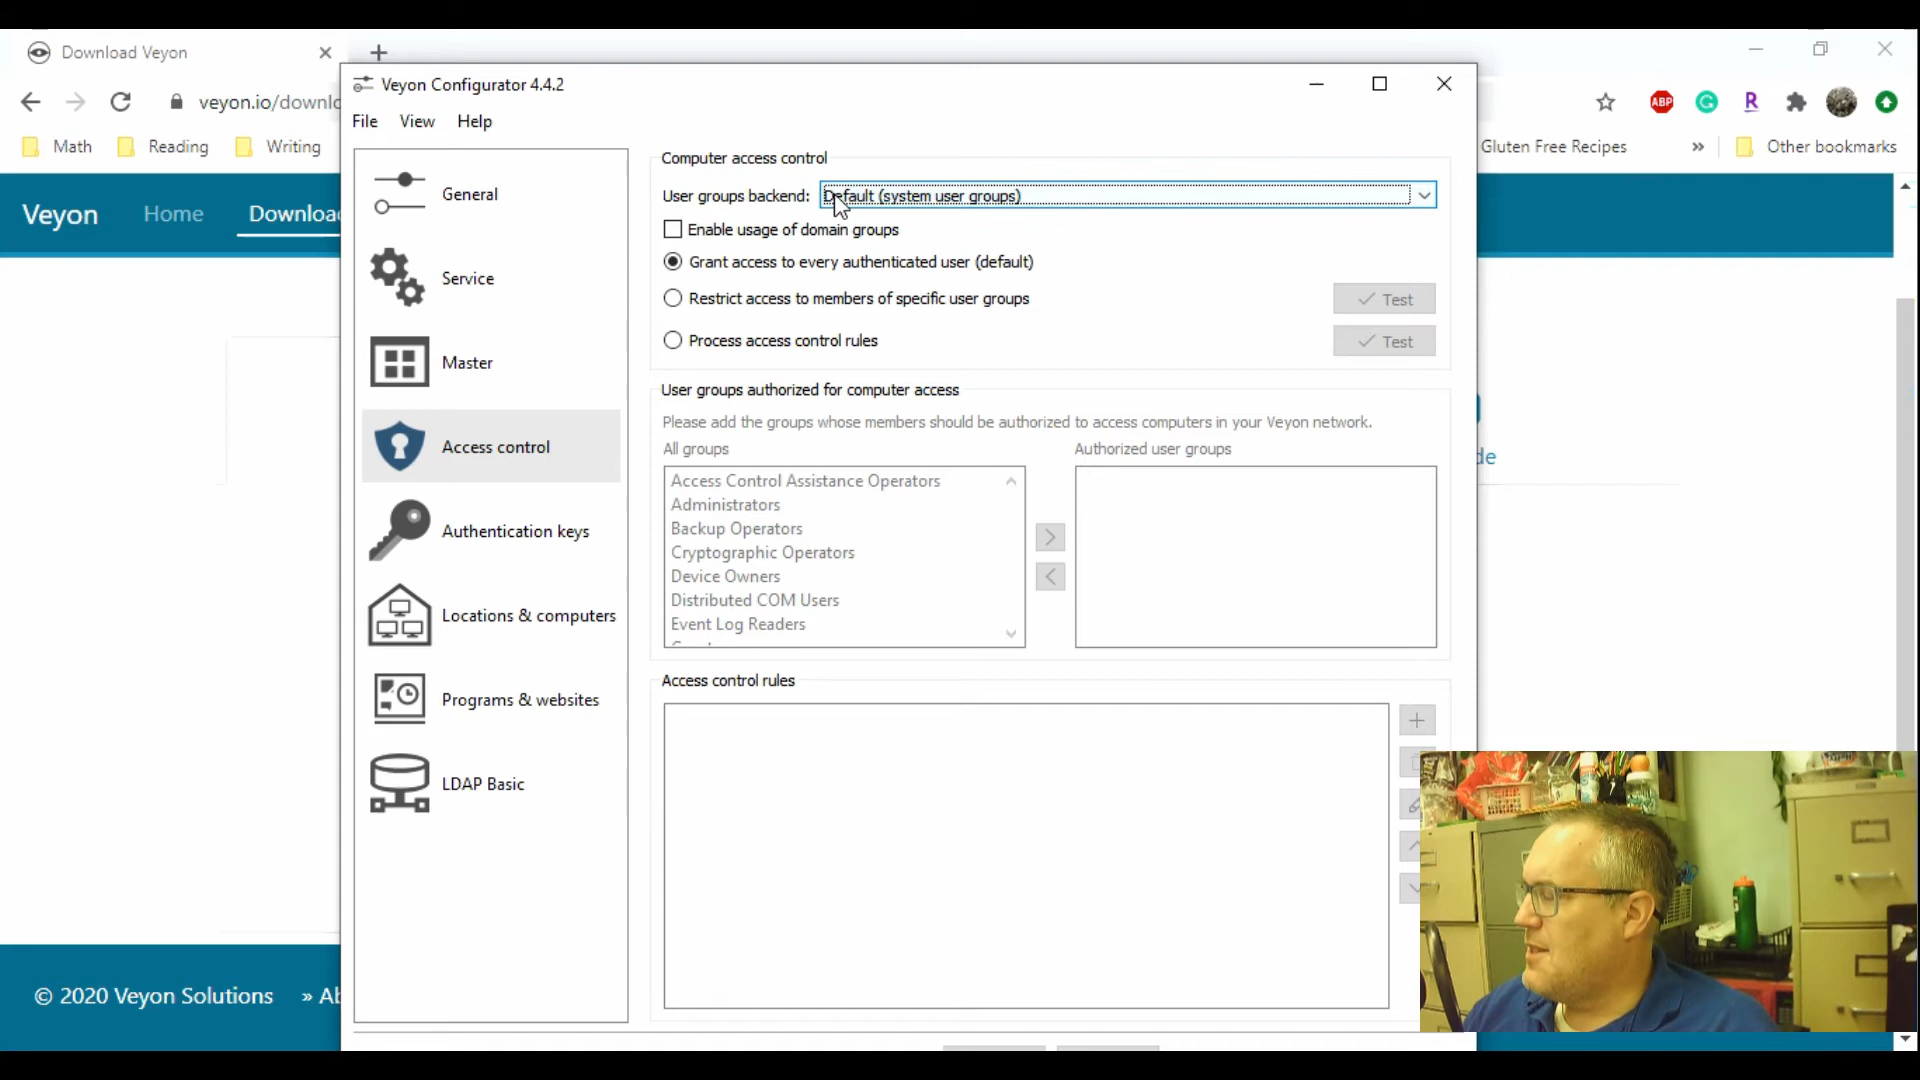 Download Veyon
Veyon Configurator 4.4.2
veyon.io/downlo
ABP
R
File View Help
Math Reading Writing
Gluten Free Recipes » Other bookmarks
Veyon Home Download
General
Service
Master
Access control
Authentication keys
Locations & computers
Programs & websites
LDAP Basic
Computer access control
User groups backend: Default (system user groups)
Enable usage of domain groups
Grant access to every authenticated user (default)
Restrict access to members of specific user groups Test
Process access control rules Test
User groups authorized for computer access
Please add the groups whose members should be authorized to access computers in your Veyon network.
All groups Authorized user groups
Access Control Assistance Operators
Administrators
Backup Operators
Cryptographic Operators
Device Owners
Distributed COM Users
Event Log Readers
Access control rules
de
© 2020 Veyon Solutions » Ab